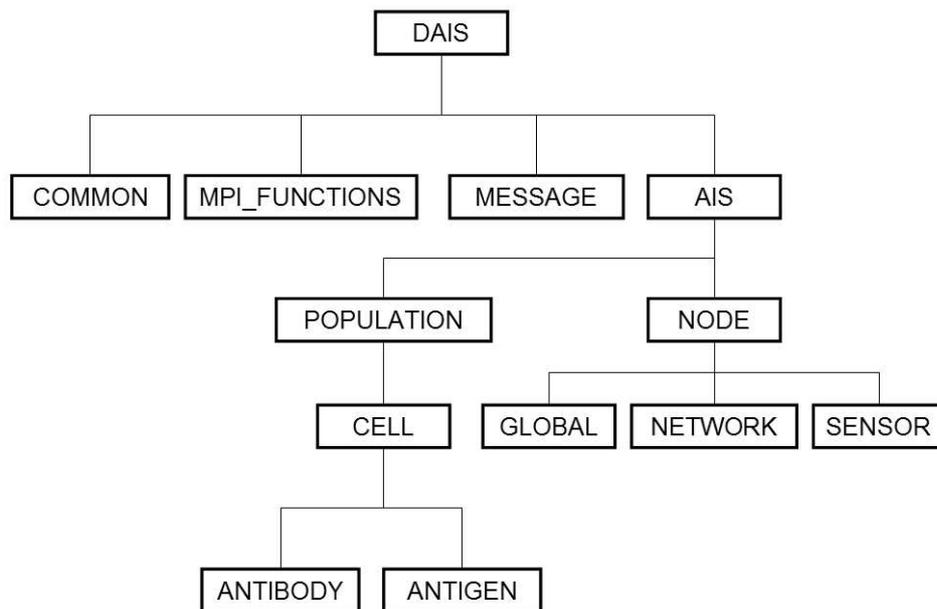 DAIS
COMMON MPI_FUNCTIONS MESSAGE AIS
POPULATION NODE
CELL GLOBAL NETWORK SENSOR
ANTIBODY ANTIGEN